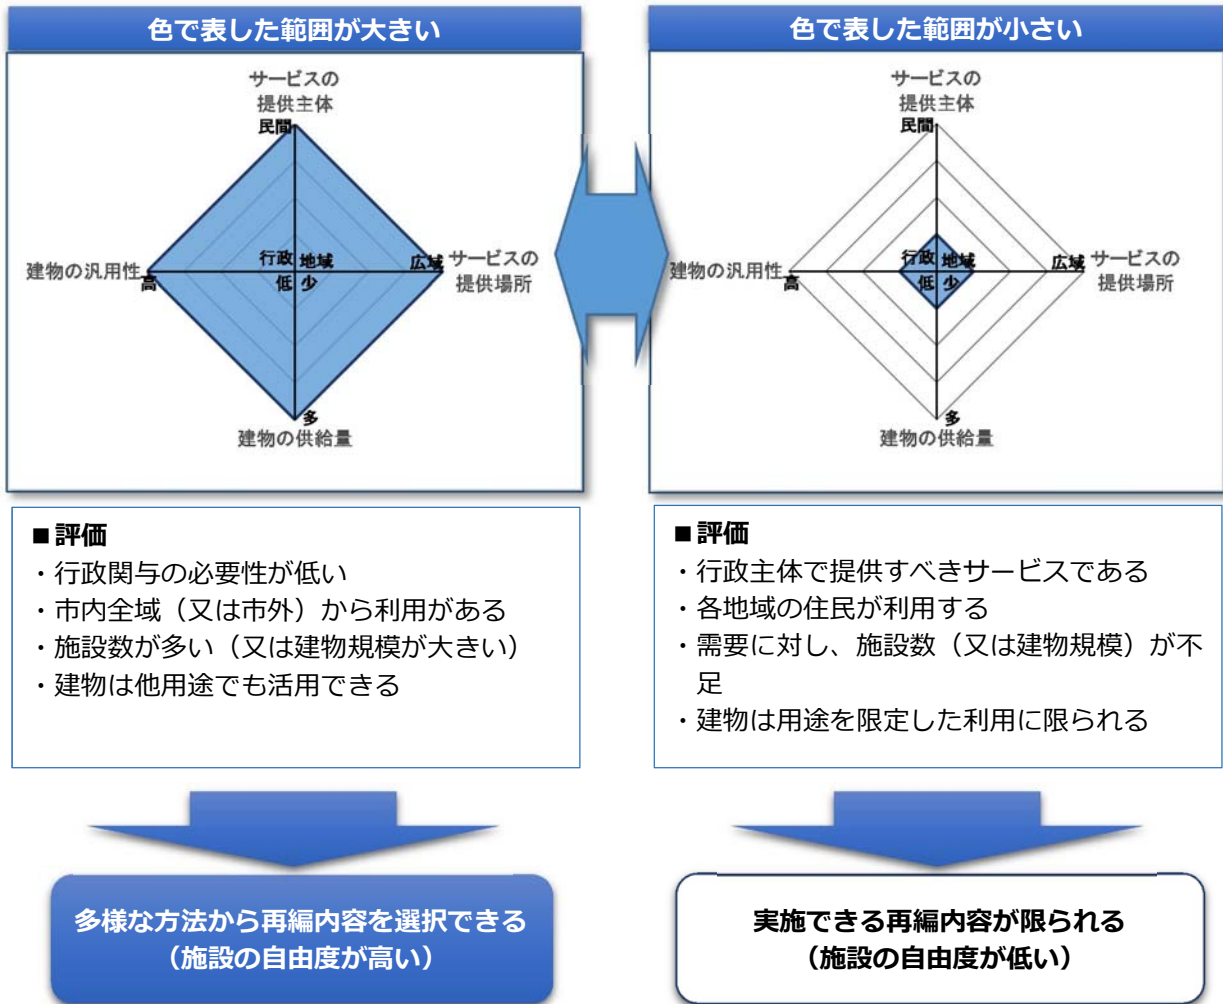 色で表した範囲が大きい
サービスの
提供主体
民間
建物の汎用性
高
行政 地域
低 少
広域
サービスの
提供場所
多
建物の供給量
■評価
・行政関与の必要性が低い
・市内全域（又は市外）から利用がある
・施設数が多い（又は建物規模が大きい）
・建物は他用途でも活用できる
多様な方法から再編内容を選択できる
（施設の自由度が高い）
色で表した範囲が小さい
サービスの
提供主体
民間
建物の汎用性
高
行政 地域
低 少
広域
サービスの
提供場所
多
建物の供給量
■評価
・行政主体で提供すべきサービスである
・各地域の住民が利用する
・需要に対し、施設数（又は建物規模）が不
足
・建物は用途を限定した利用に限られる
実施できる再編内容が限られる
（施設の自由度が低い）